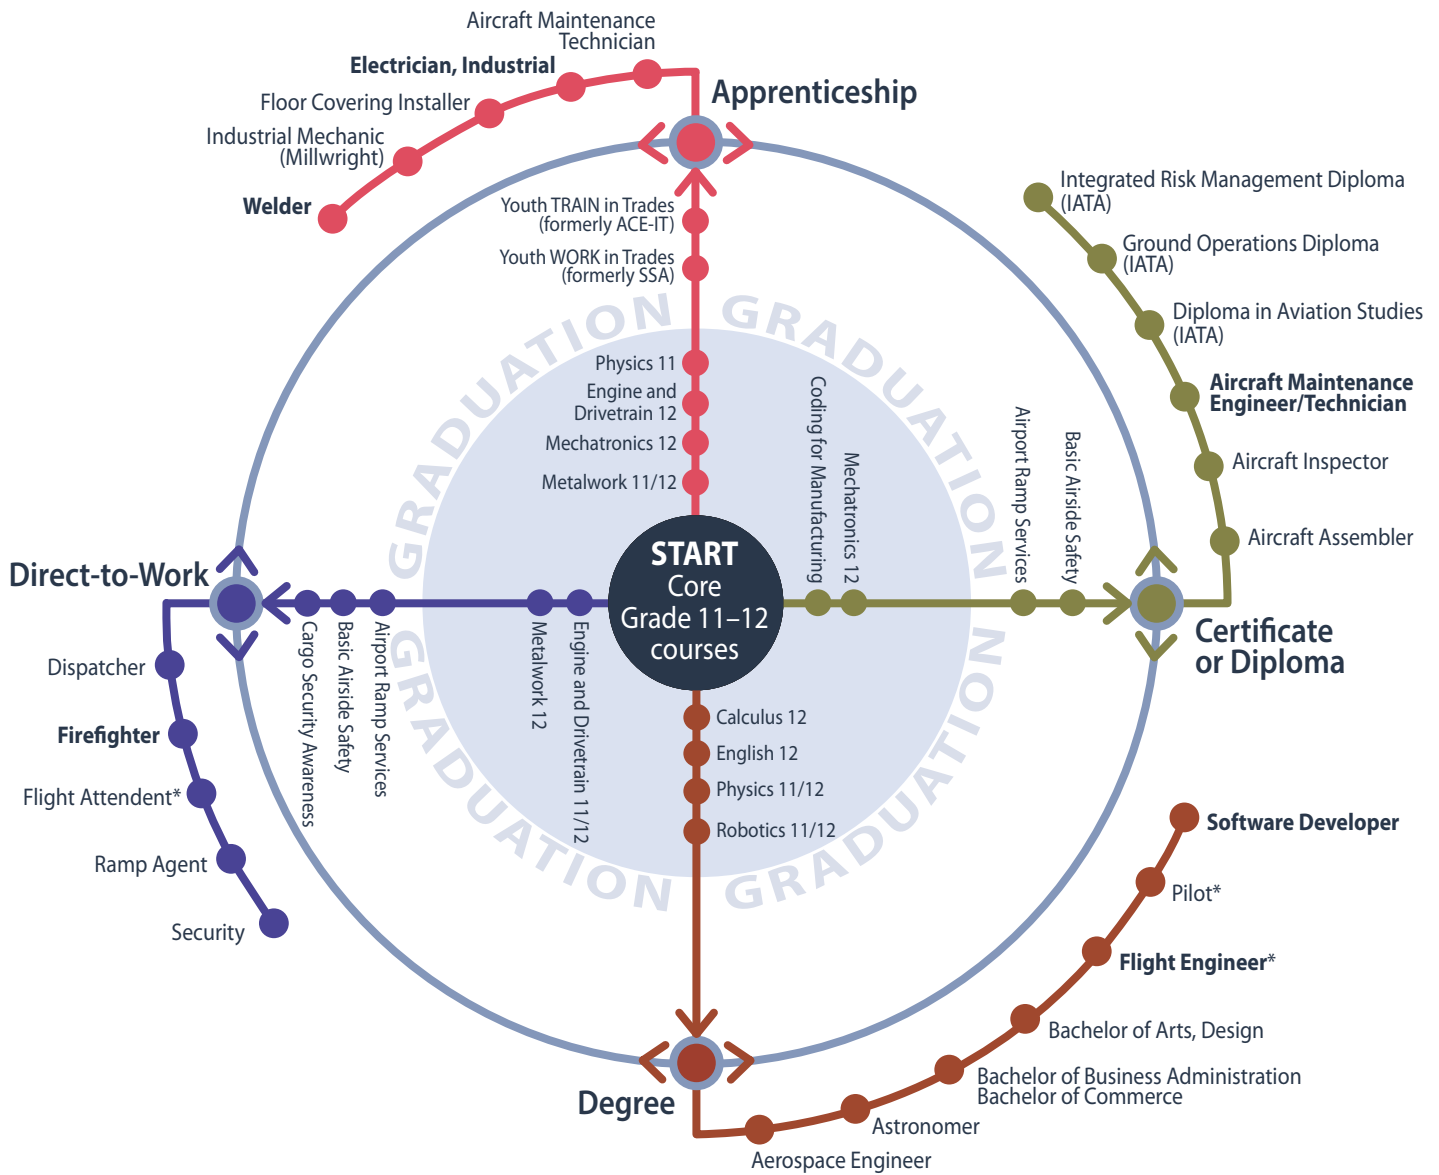 Aircraft Maintenance
Technician
Electrician, Industrial
Floor Covering Installer
Industrial Mechanic
(Millwright)
Welder
Apprenticeship
Youth TRAIN in Trades
(formerly ACE-IT)
Youth WORK in Trades
(formerly SSA)
GRADUATION
GRADUATION
Physics 11
Engine and
Drivetrain 12
Mechatronics 12
Metalwork 11/12
Integrated Risk Management Diploma
(IATA)
Ground Operations Diploma
(IATA)
Diploma in Aviation Studies
(IATA)
Aircraft Maintenance
Engineer/Technician
Aircraft Inspector
Aircraft Assembler
Coding for Manufacturing
Mechatronics 12
Airport Ramp Services
Basic Airside Safety
START
Core
Grade 11–12
courses
Certificate
or Diploma
Direct-to-Work
Dispatcher
Firefighter
Flight Attendent*
Ramp Agent
Security
Cargo Security Awareness
Basic Airside Safety
Airport Ramp Services
Metalwork 12
Engine and Drivetrain 11/12
Calculus 12
English 12
Physics 11/12
Robotics 11/12
GRADUATION
GRADUATION
Software Developer
Pilot*
Flight Engineer*
Bachelor of Arts, Design
Bachelor of Business Administration
Bachelor of Commerce
Astronomer
Aerospace Engineer
Degree